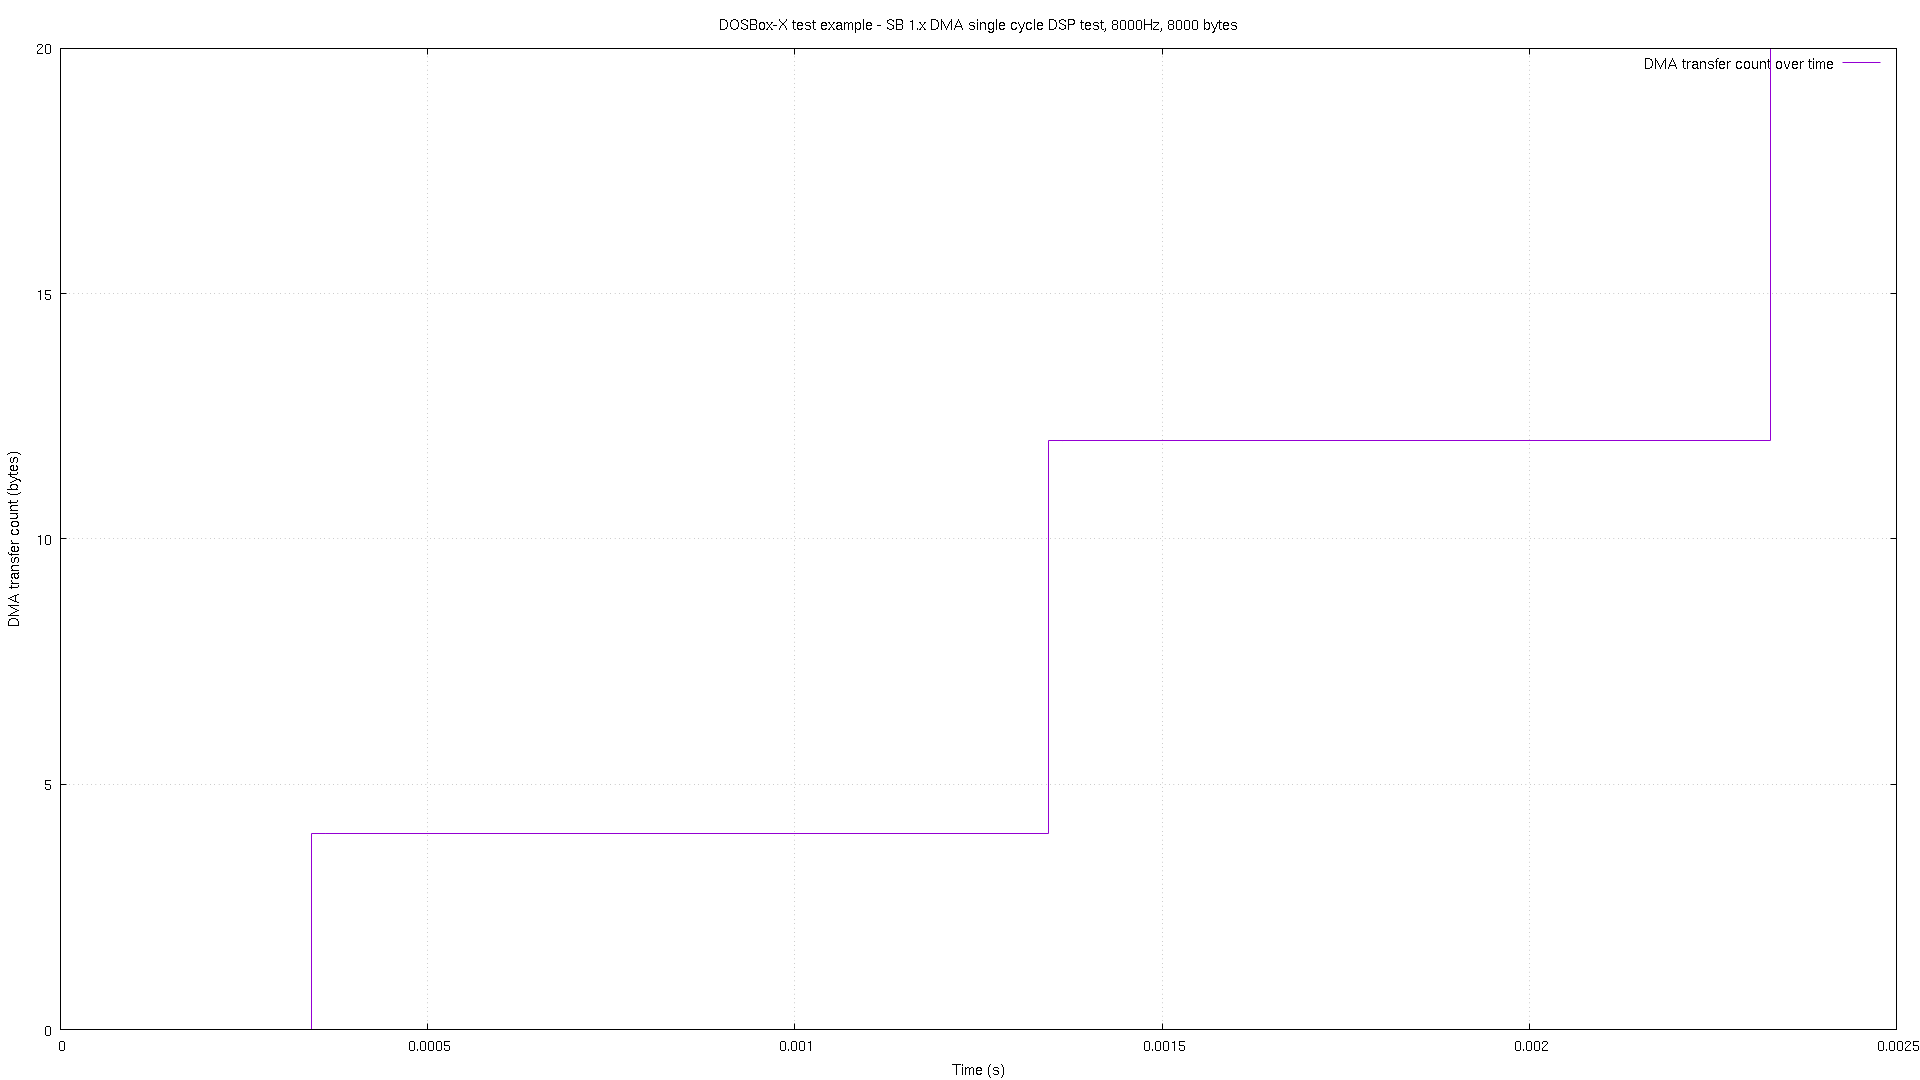 DOSBox-X test example - SB 1.x DMA single cycle DSP test, 8000Hz, 8000 bytes
DMA transfer count over time
20
15
10
5
0
DMA transfer count (bytes)
0
0.0005
0.001
0.0015
0.002
0.0025
Time (s)